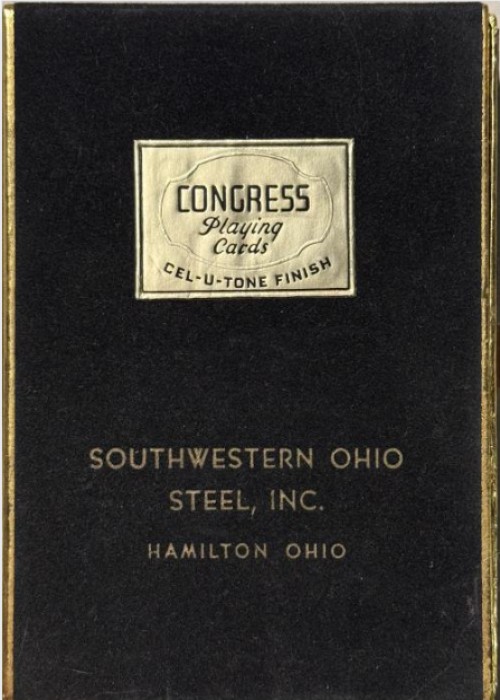 CONGRESS
Playing
Cards
CEL-U-TONE FINISH
SOUTHWESTERN OHIO
STEEL, INC.
HAMILTON OHIO